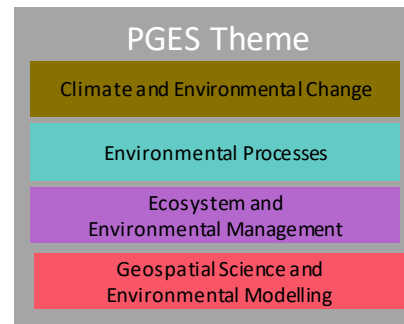 PGES Theme
Climate and Environmental Change
Environmental Processes
Ecosystem and
Environmental Management
Geospatial Science and
Environmental Modelling